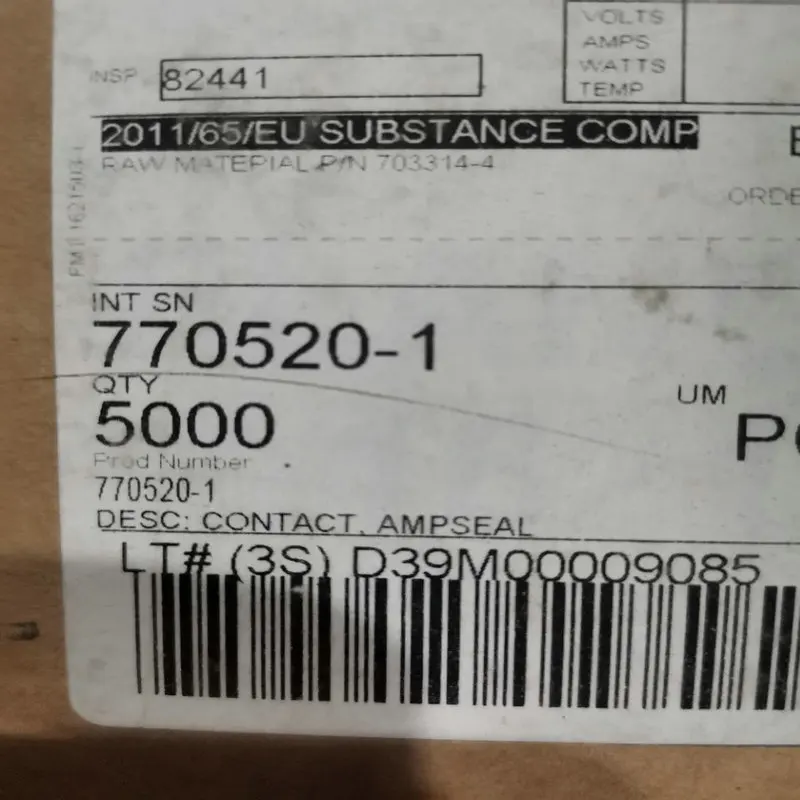 VOLTS
AMPS
WATTS
TEMP
INSP 82441
2011/65/EU SUBSTANCE COMP
RAW MATERIAL P/N 703314-4
ORDE
INT SN
770520-1
QTY
5000
UM
Prod Number
770520-1
DESC: CONTACT, AMPSEAL
LT# (3S) D39M00009085